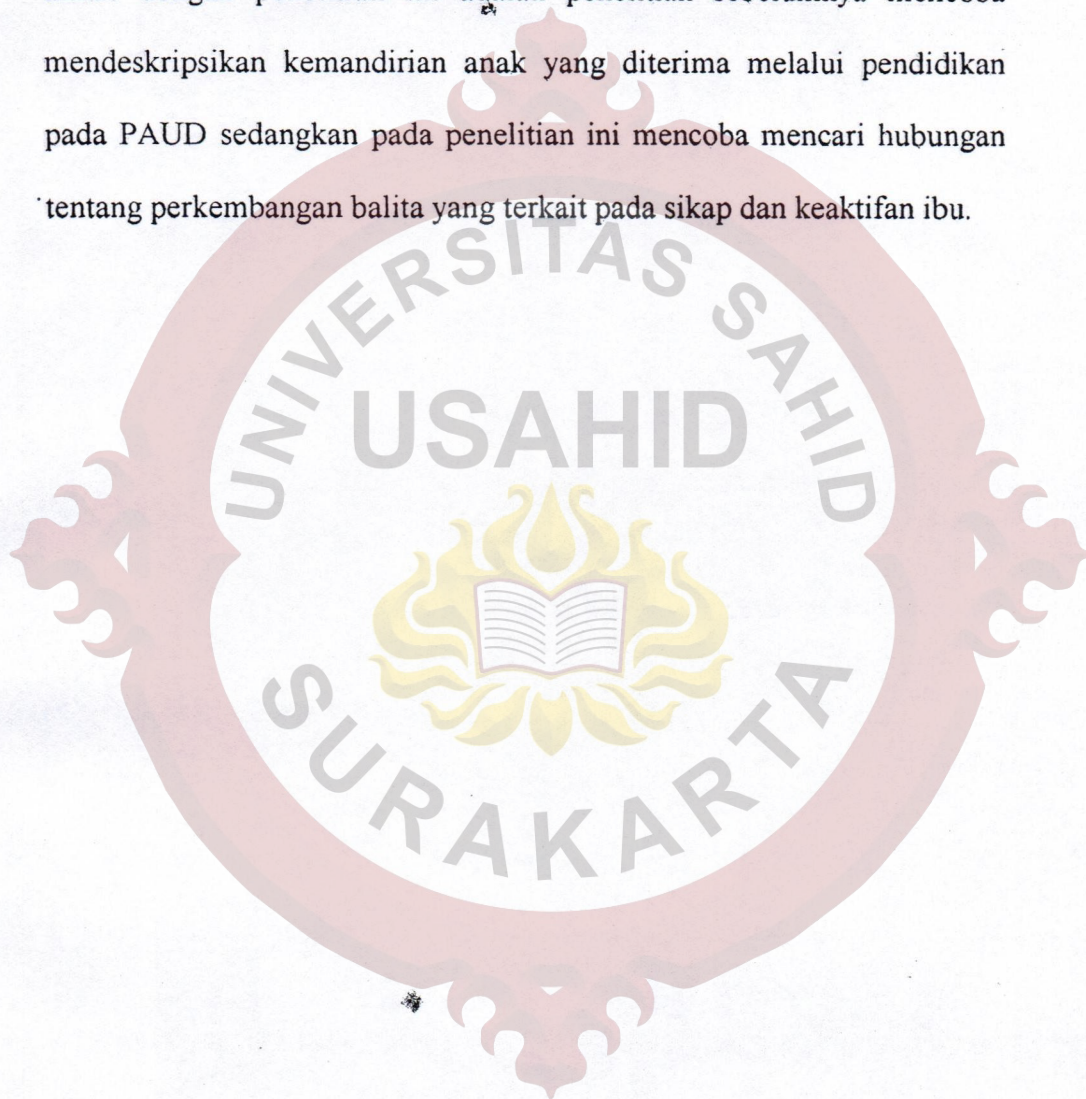 mendeskripsikan kemandirian anak yang diterima melalui pendidikan
pada PAUD sedangkan pada penelitian ini mencoba mencari hubungan
tentang perkembangan balita yang terkait pada sikap dan keaktifan ibu.
UNIVERSITAS SAHID
USAHID
SURAKARTA